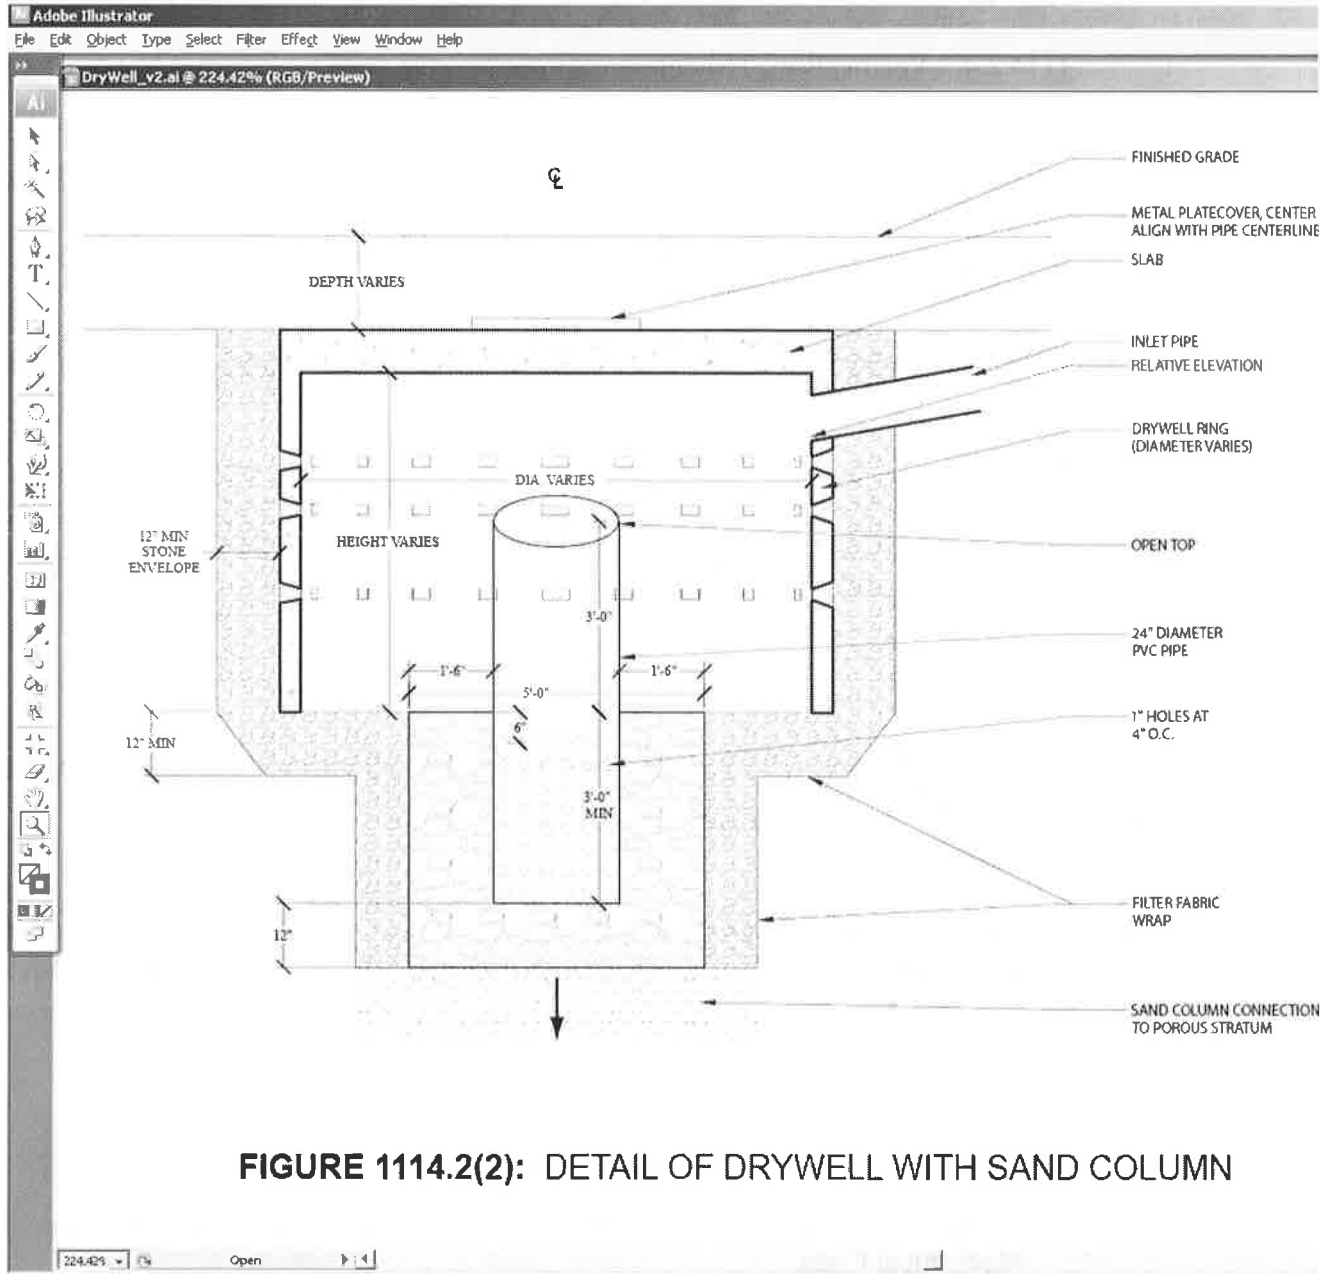 Adobe Illustrator
File Edit Object Type Select Filter Effect View Window Help
DryWell_v2.ai @ 224.42% (RGB/Preview)
Ai
℄
FINISHED GRADE
METAL PLATECOVER, CENTER
ALIGN WITH PIPE CENTERLINE
DEPTH VARIES
SLAB
INLET PIPE
RELATIVE ELEVATION
DRYWELL RING
(DIAMETER VARIES)
DIA VARIES
12" MIN
STONE
ENVELOPE
HEIGHT VARIES
OPEN TOP
3'-0"
24" DIAMETER
PVC PIPE
1'-6"
1'-6"
5'-0"
6"
12" MIN
1" HOLES AT
4" O.C.
3'-0"
MIN
12"
FILTER FABRIC
WRAP
SAND COLUMN CONNECTION
TO POROUS STRATUM
FIGURE 1114.2(2): DETAIL OF DRYWELL WITH SAND COLUMN
224.42% Open